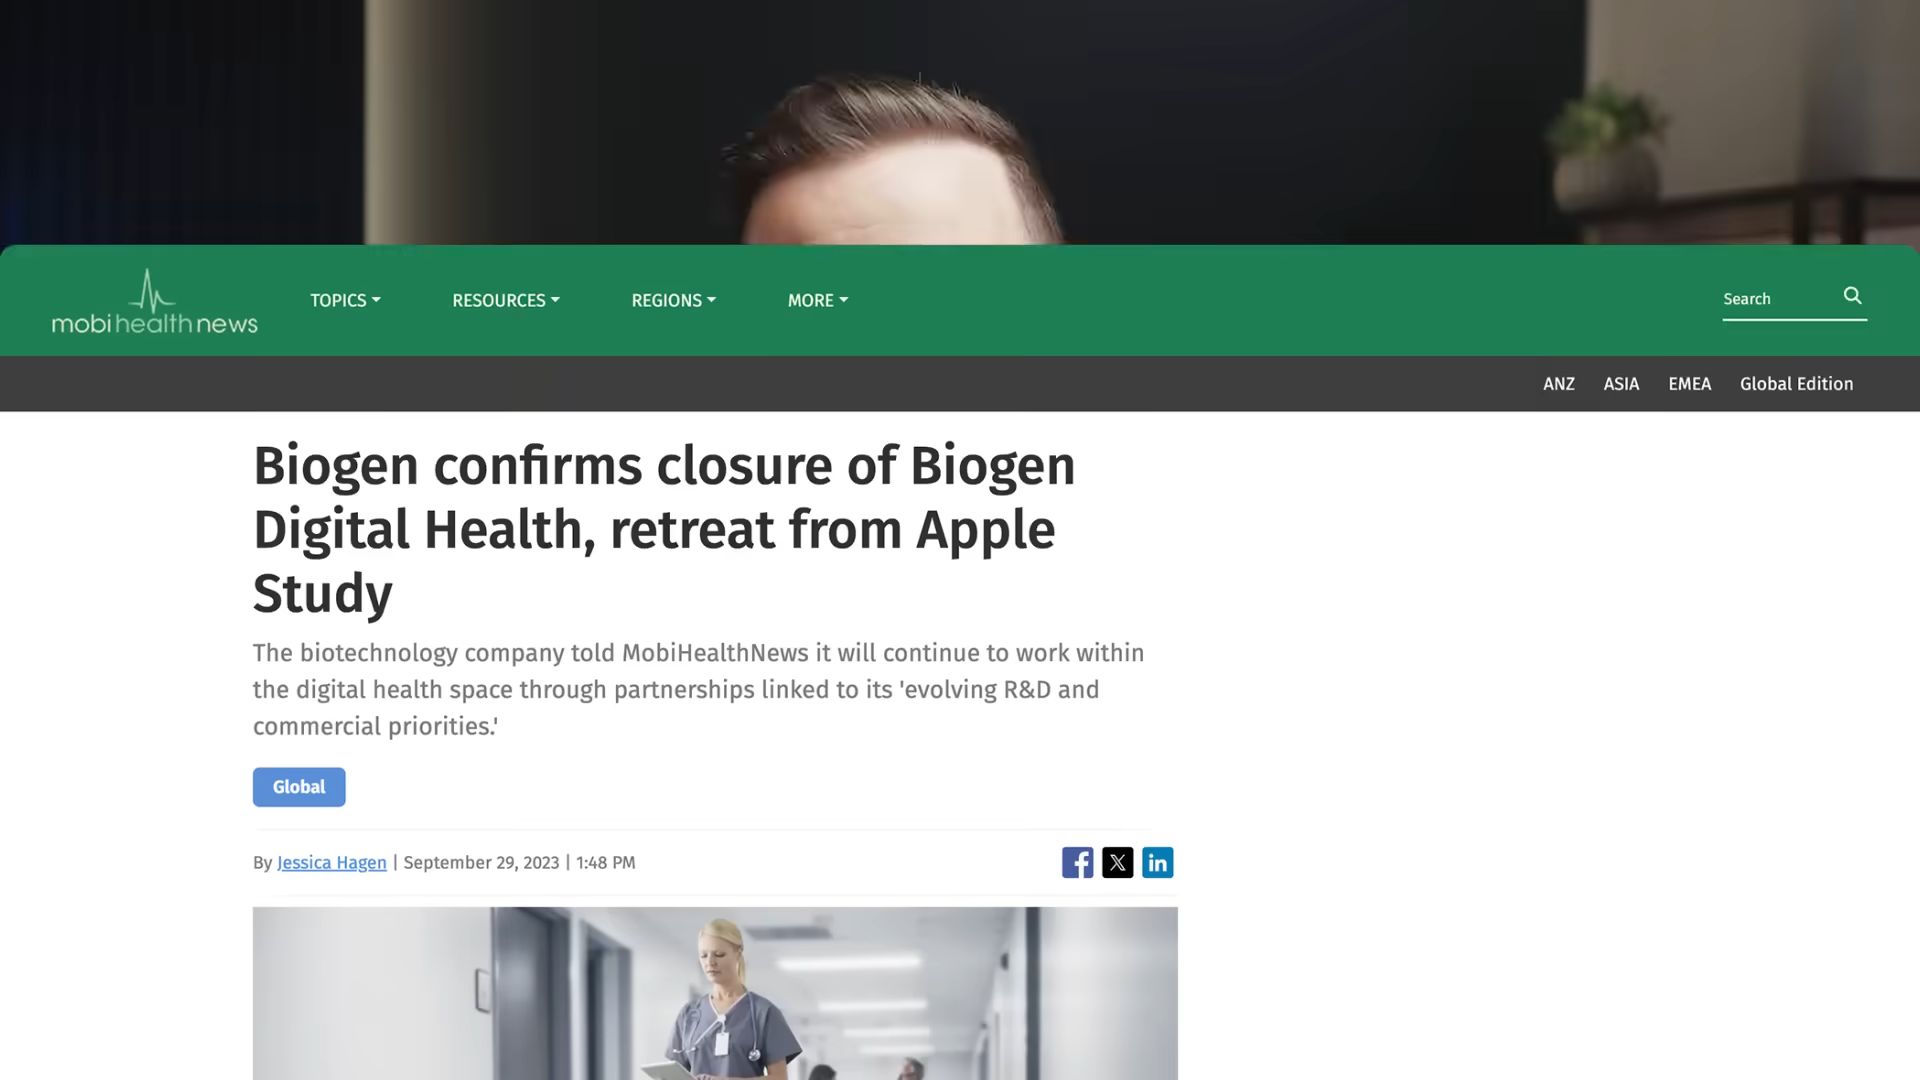 mobihealthnews
TOPICS
RESOURCES
REGIONS
MORE
Search
ANZ
ASIA
EMEA
Global Edition
Biogen confirms closure of Biogen
Digital Health, retreat from Apple
Study
The biotechnology company told MobiHealthNews it will continue to work within
the digital health space through partnerships linked to its 'evolving R&D and
commercial priorities.'
Global
By Jessica Hagen | September 29, 2023 | 1:48 PM